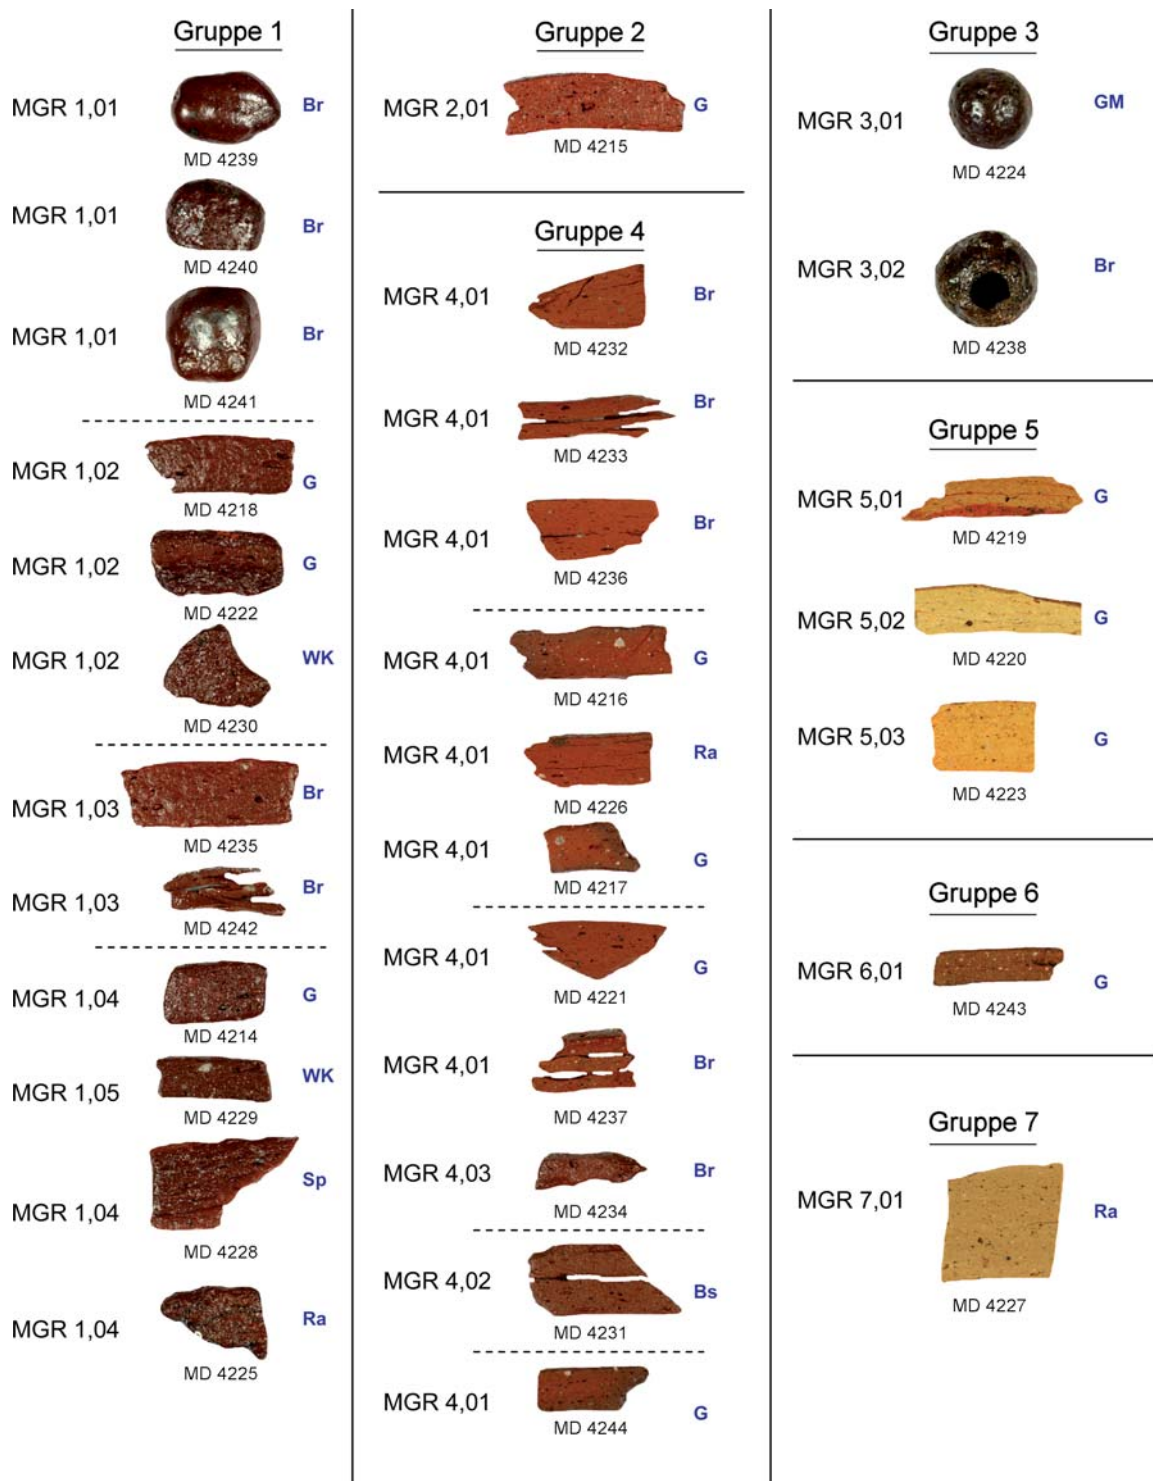 Gruppe 1
MGR 1,01 Br
MD 4239
MGR 1,01 Br
MD 4240
MGR 1,01 Br
MD 4241
MGR 1,02 G
MD 4218
MGR 1,02 G
MD 4222
MGR 1,02 WK
MD 4230
MGR 1,03 Br
MD 4235
MGR 1,03 Br
MD 4242
MGR 1,04 G
MD 4214
MGR 1,05 WK
MD 4229
MGR 1,04 Sp
MD 4228
MGR 1,04 Ra
MD 4225
Gruppe 2
MGR 2,01 G
MD 4215
Gruppe 4
MGR 4,01 Br
MD 4232
MGR 4,01 Br
MD 4233
MGR 4,01 Br
MD 4236
MGR 4,01 G
MD 4216
MGR 4,01 Ra
MD 4226
MGR 4,01 G
MD 4217
MGR 4,01 G
MD 4221
MGR 4,01 Br
MD 4237
MGR 4,03 Br
MD 4234
MGR 4,02 Bs
MD 4231
MGR 4,01 G
MD 4244
Gruppe 3
MGR 3,01 GM
MD 4224
MGR 3,02 Br
MD 4238
Gruppe 5
MGR 5,01 G
MD 4219
MGR 5,02 G
MD 4220
MGR 5,03 G
MD 4223
Gruppe 6
MGR 6,01 G
MD 4243
Gruppe 7
MGR 7,01 Ra
MD 4227